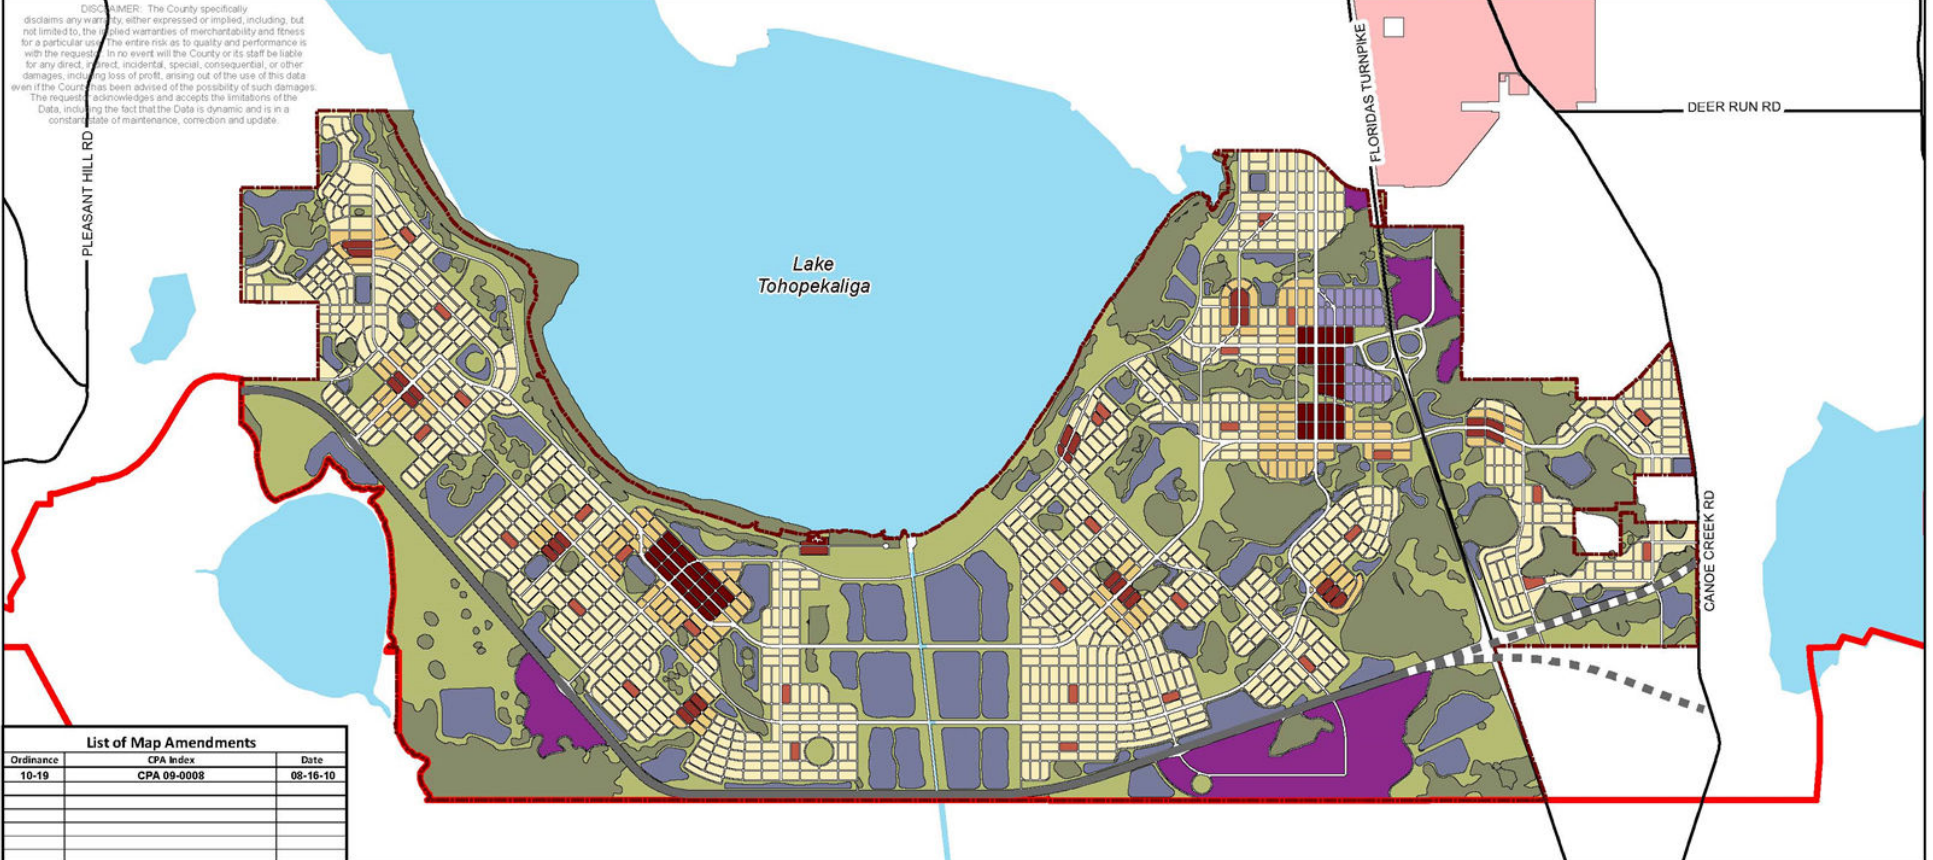 DISCLAIMER: The County specifically
disclaims any warranty, either expressed or implied, including, but
not limited to, the implied warranties of merchantability and fitness
for a particular use. The entire risk as to quality and performance is
with the requestor. In no event will the County or its staff be liable
for any direct, indirect, incidental, special, consequential, or other
damages, including loss of profit, arising out of the use of this data
even if the County has been advised of the possibility of such damages.
The requestor acknowledges and accepts the limitations of the
Data, including the fact that the Data is dynamic and is in a
constant state of maintenance, correction and update.
PLEASANT HILL RD
FLORIDAS TURNPIKE
DEER RUN RD
Lake
Tohopekaliga
CANOE CREEK RD
List of Map Amendments
Ordinance CPA Index Date
10-19 CPA 09-0008 08-16-10